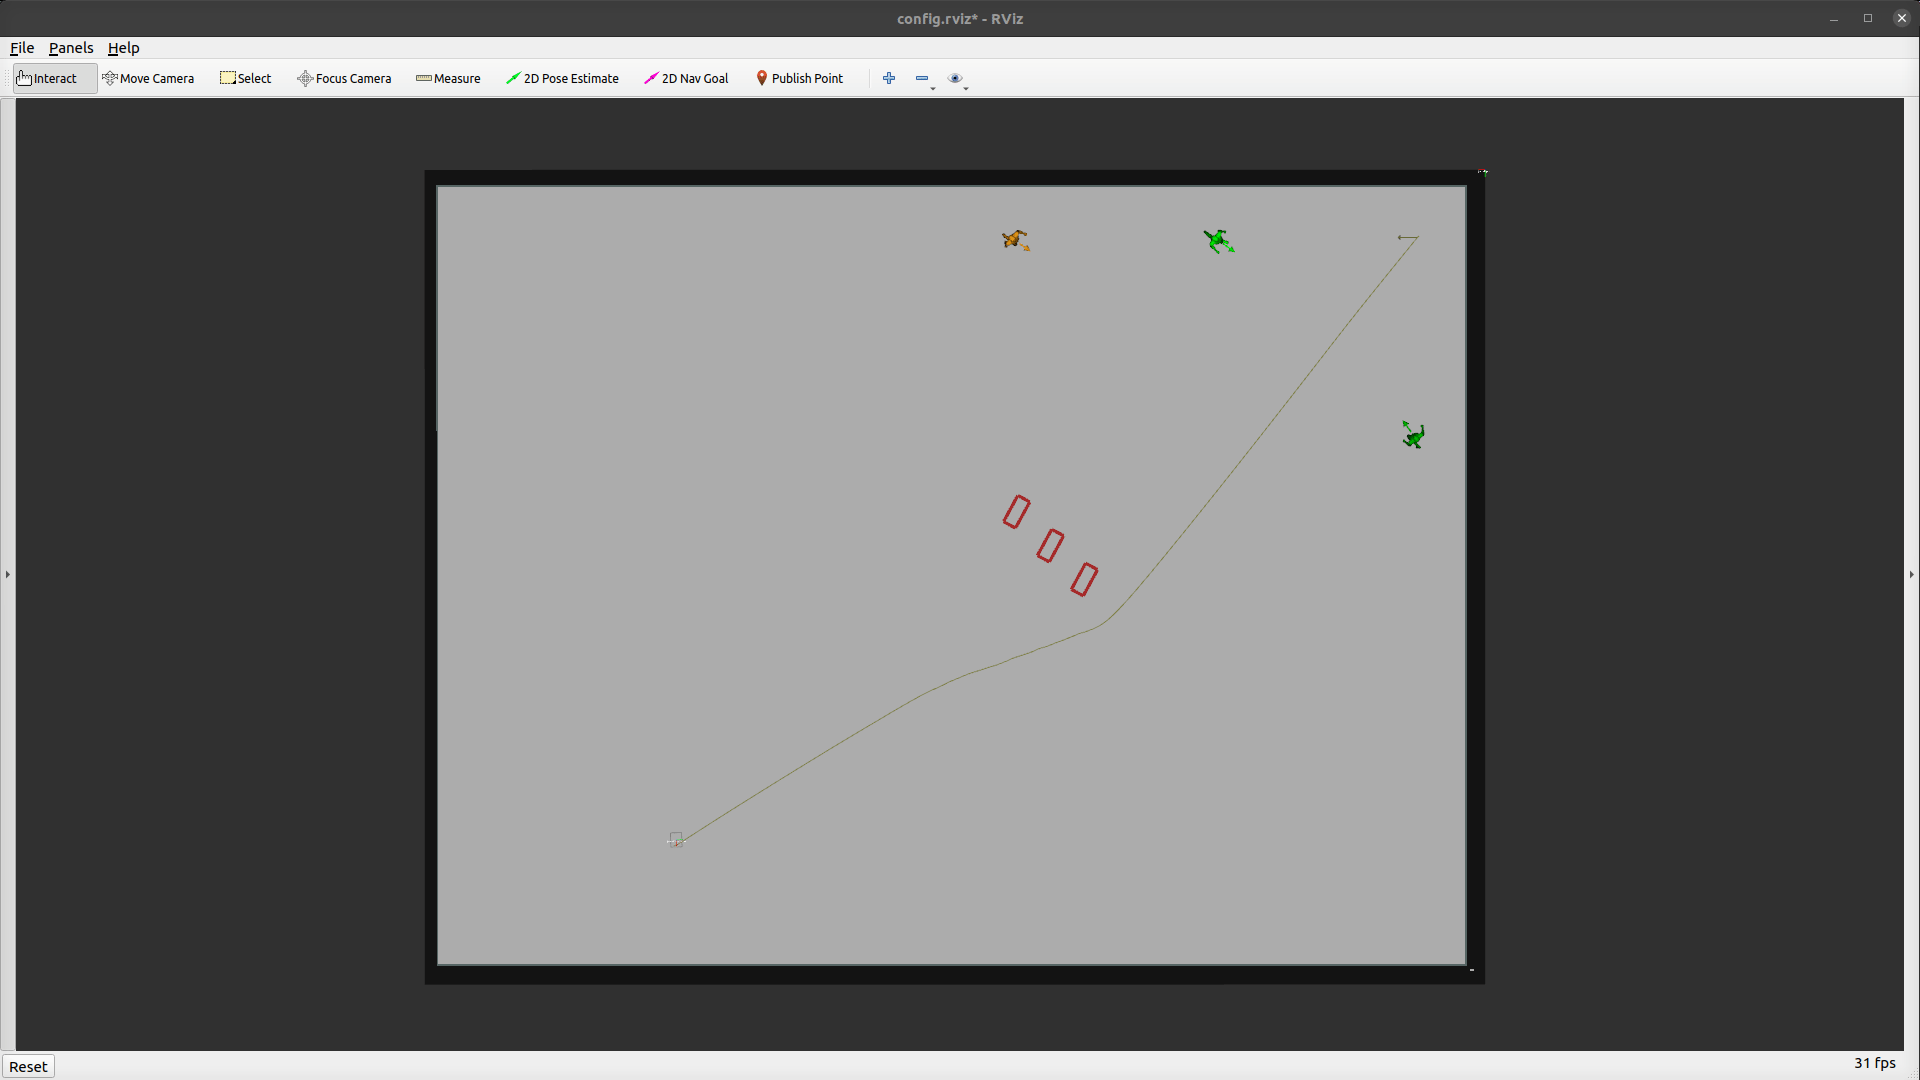 config.rviz* - RViz
File Panels Help
Interact Move Camera Select Focus Camera Measure 2D Pose Estimate 2D Nav Goal Publish Point
Reset
31 fps